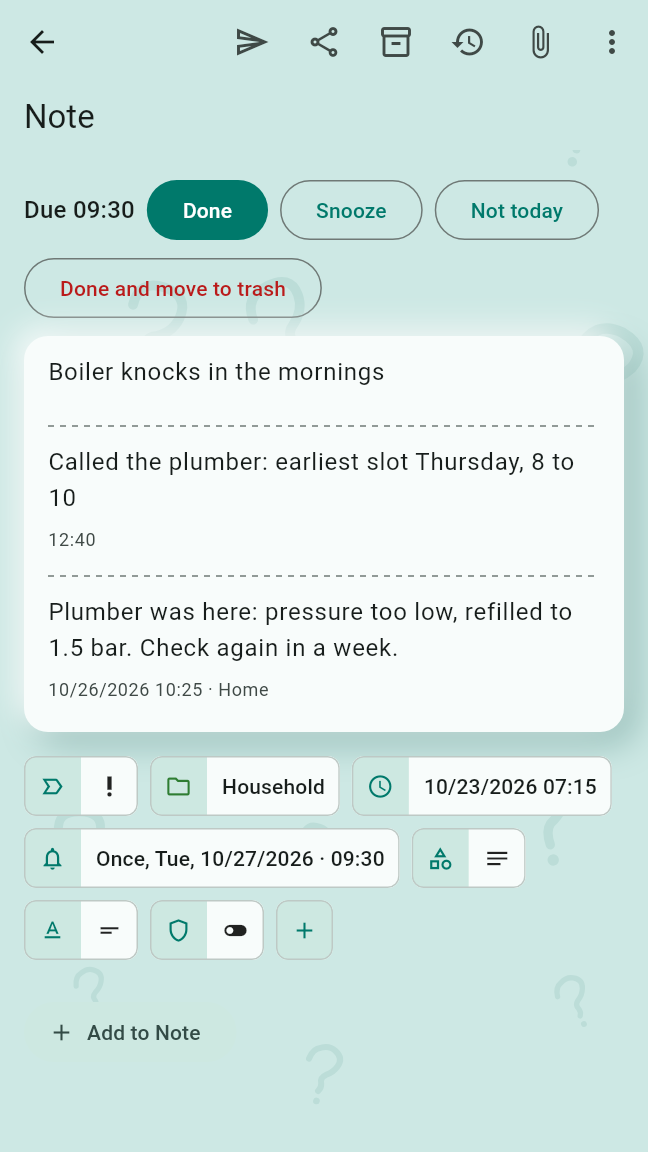 Note
Due 09:30 Done Snooze Not today
Done and move to trash
Boiler knocks in the mornings
Called the plumber: earliest slot Thursday, 8 to
10
12:40
Plumber was here: pressure too low, refilled to
1.5 bar. Check again in a week.
10/26/2026 10:25 · Home
! Household 10/23/2026 07:15
Once, Tue, 10/27/2026 · 09:30
A
+ Add to Note